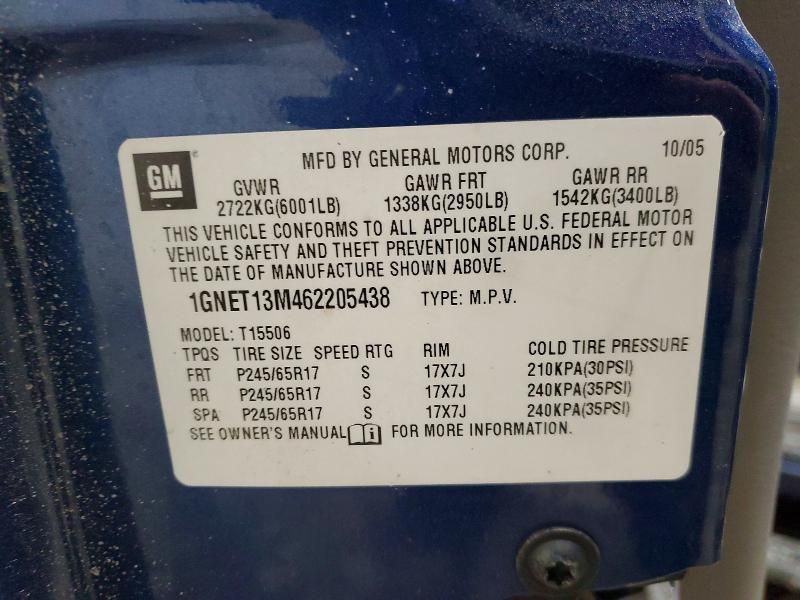 GM MFD BY GENERAL MOTORS CORP. 10/05
GVWR GAWR FRT GAWR RR
2722KG(6001LB) 1338KG(2950LB) 1542KG(3400LB)
THIS VEHICLE CONFORMS TO ALL APPLICABLE U.S. FEDERAL MOTOR
VEHICLE SAFETY AND THEFT PREVENTION STANDARDS IN EFFECT ON
THE DATE OF MANUFACTURE SHOWN ABOVE.
1GNET13M462205438 TYPE: M.P.V.
MODEL: T15506
TPQS TIRE SIZE SPEED RTG RIM COLD TIRE PRESSURE
FRT P245/65R17 S 17X7J 210KPA(30PSI)
RR P245/65R17 S 17X7J 240KPA(35PSI)
SPA P245/65R17 S 17X7J 240KPA(35PSI)
SEE OWNER'S MANUAL i FOR MORE INFORMATION.